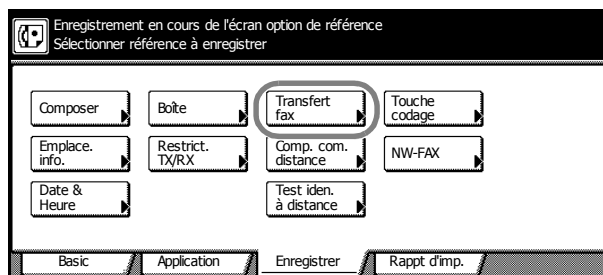 Enregistrement en cours de l'écran option de référence
Sélectionner référence à enregistrer
Composer
Boîte
Transfert
fax
Touche
codage
Emplace.
info.
Restrict.
TX/RX
Comp. com.
distance
NW-FAX
Date &
Heure
Test iden.
à distance
Basic
Application
Enregistrer
Rappt d'imp.